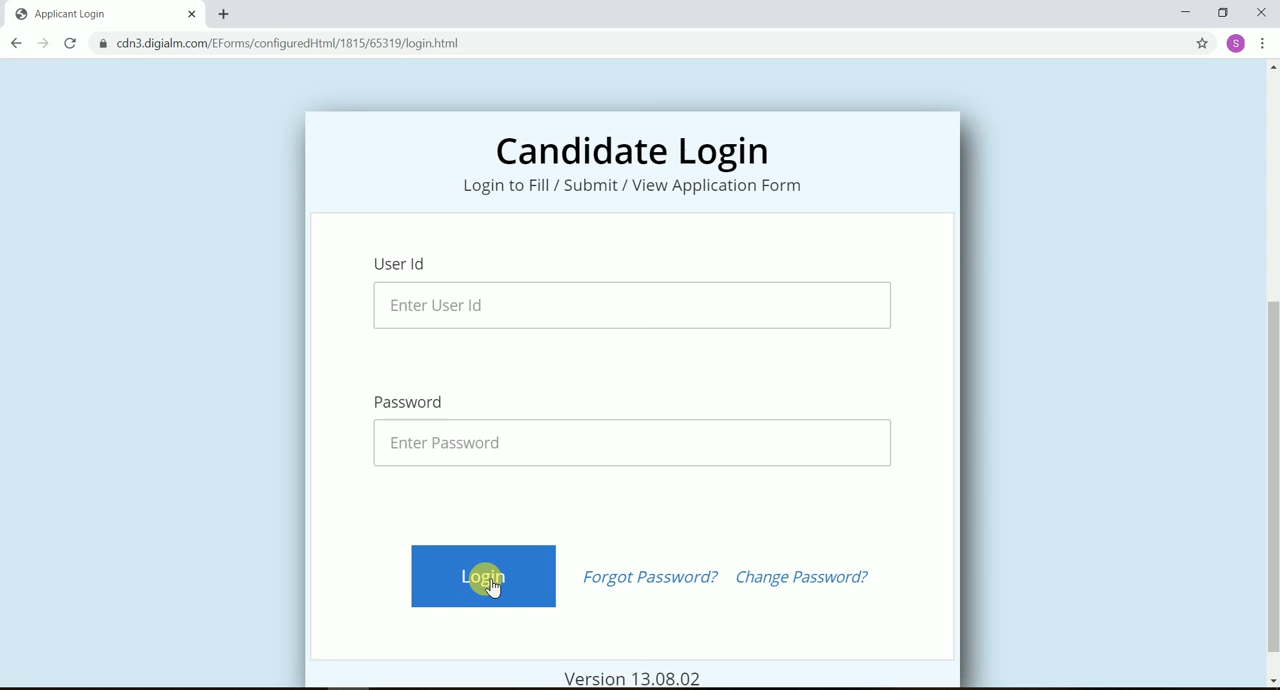 Applicant Login
cdn3.digialm.com/EForms/configuredHtml/1815/65319/login.html
S
Candidate Login
Login to Fill / Submit / View Application Form
User Id
Enter User Id
Password
Enter Password
Login Forgot Password? Change Password?
Version 13.08.02